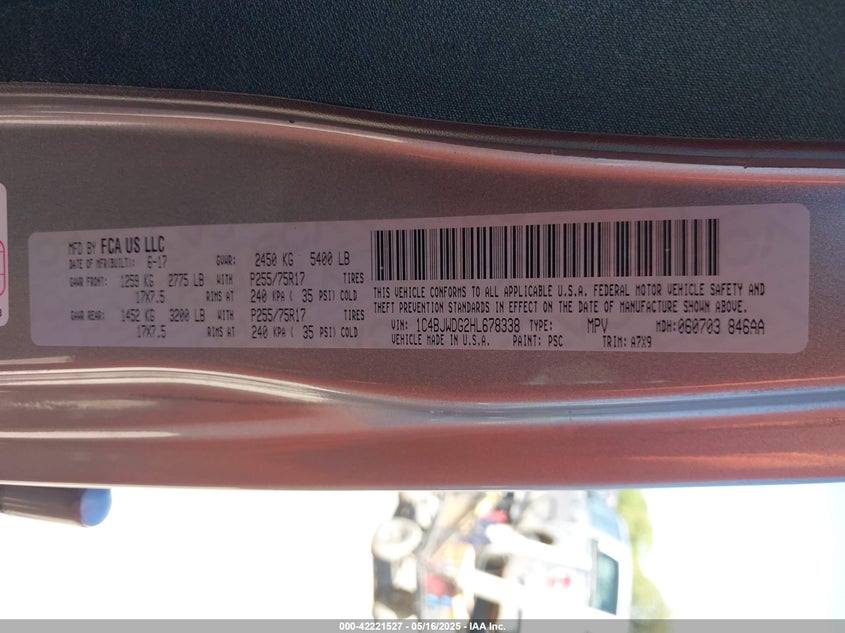 MFD BY FCA US LLC
DATE OF MFR(BUILT): 6-17 GVWR: 2450 KG 5400 LB
GAWR FRONT: 1259 KG 2775 LB WITH P255/75R17 TIRES
17X7.5 RIMS AT 240 KPA ( 35 PSI) COLD
GAWR REAR: 1452 KG 3200 LB WITH P255/75R17 TIRES
17X7.5 RIMS AT 240 KPA ( 35 PSI) COLD
THIS VEHICLE CONFORMS TO ALL APPLICABLE U.S.A. FEDERAL MOTOR VEHICLE SAFETY AND
THEFT PREVENTION STANDARDS IN EFFECT ON THE DATE OF MANUFACTURE SHOWN ABOVE.
VIN: 1C4BJWDG2HL678338 TYPE: MPV MDH:060703 846AA
VEHICLE MADE IN U.S.A. PAINT: PSC TRIM: A7X9
000-42221527 - 05/16/2025 - IAA Inc.